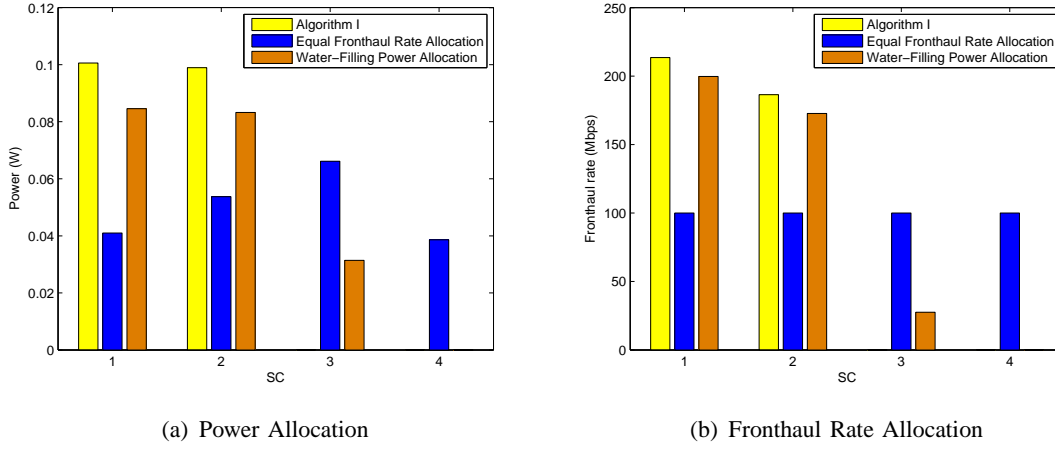 0.12
0.1
0.08
0.06
0.04
0.02
0
Power (W)
1 2 3 4
SC
Algorithm I
Equal Fronthaul Rate Allocation
Water−Filling Power Allocation
(a) Power Allocation
250
200
150
100
50
0
Fronthaul rate (Mbps)
1 2 3 4
SC
Algorithm I
Equal Fronthaul Rate Allocation
Water−Filling Power Allocation
(b) Fronthaul Rate Allocation